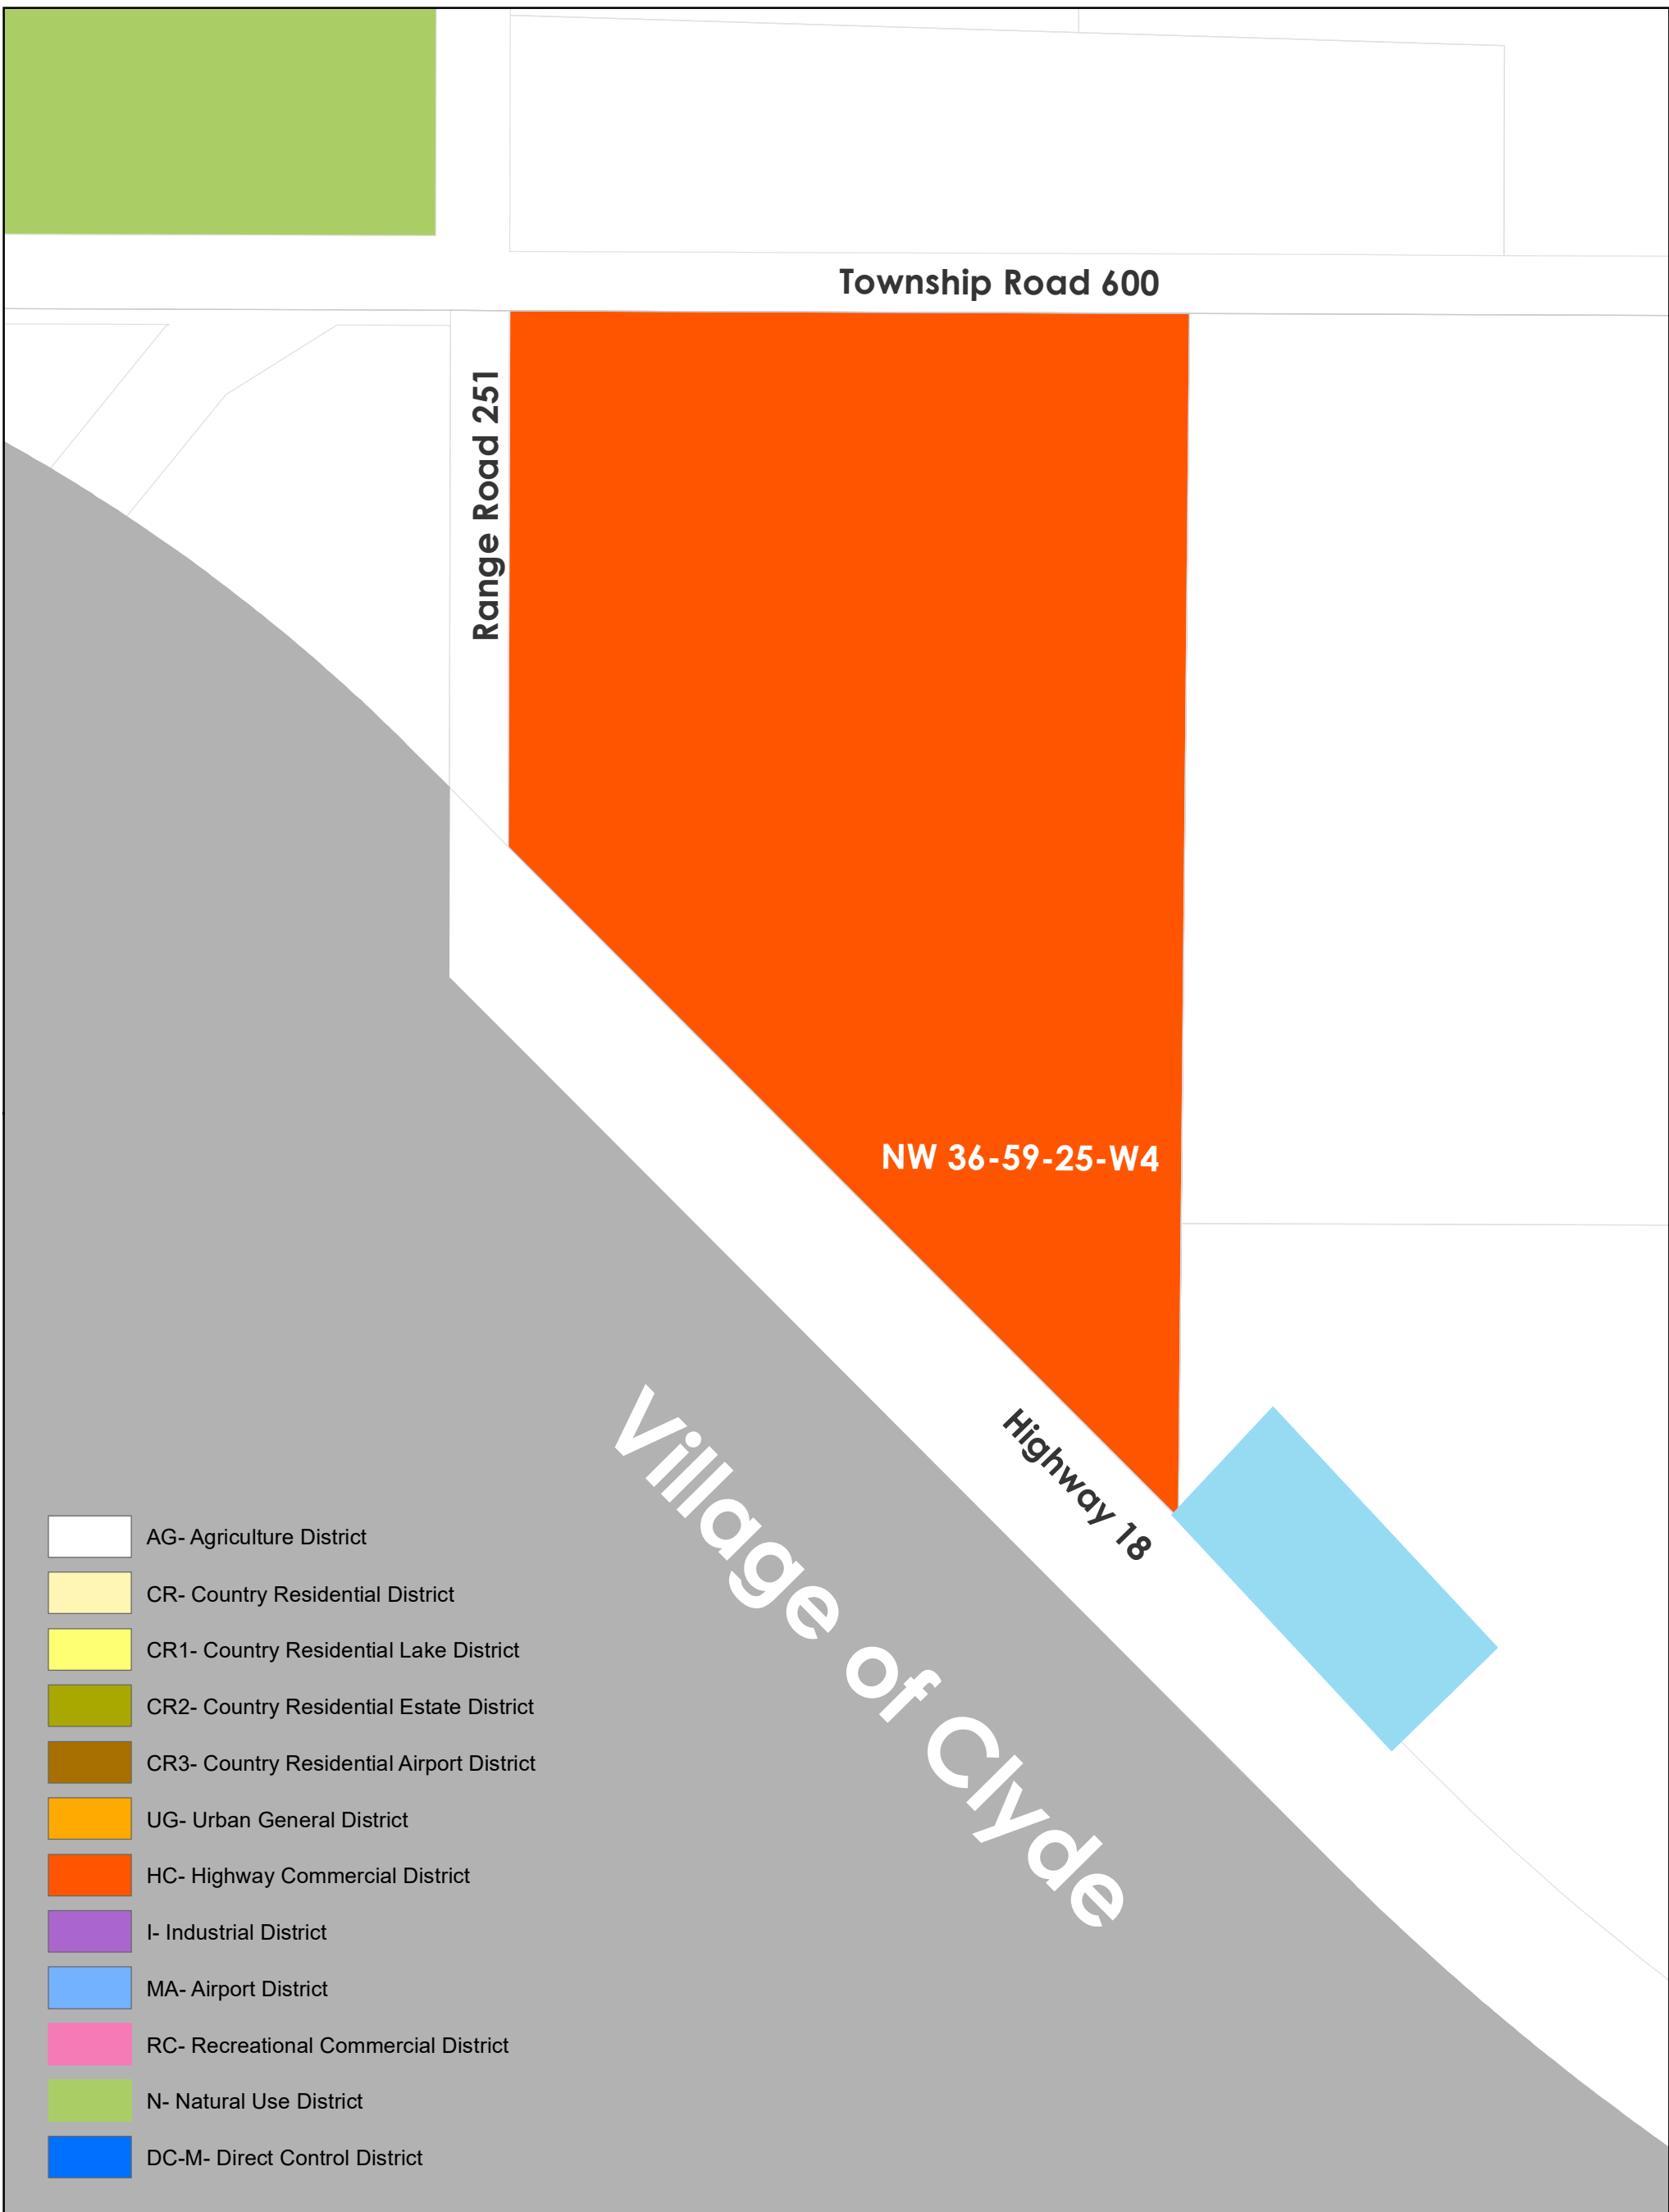 Township Road 600
Range Road 251
NW 36-59-25-W4
Highway 18
Village of Clyde
AG- Agriculture District
CR- Country Residential District
CR1- Country Residential Lake District
CR2- Country Residential Estate District
CR3- Country Residential Airport District
UG- Urban General District
HC- Highway Commercial District
I- Industrial District
MA- Airport District
RC- Recreational Commercial District
N- Natural Use District
DC-M- Direct Control District